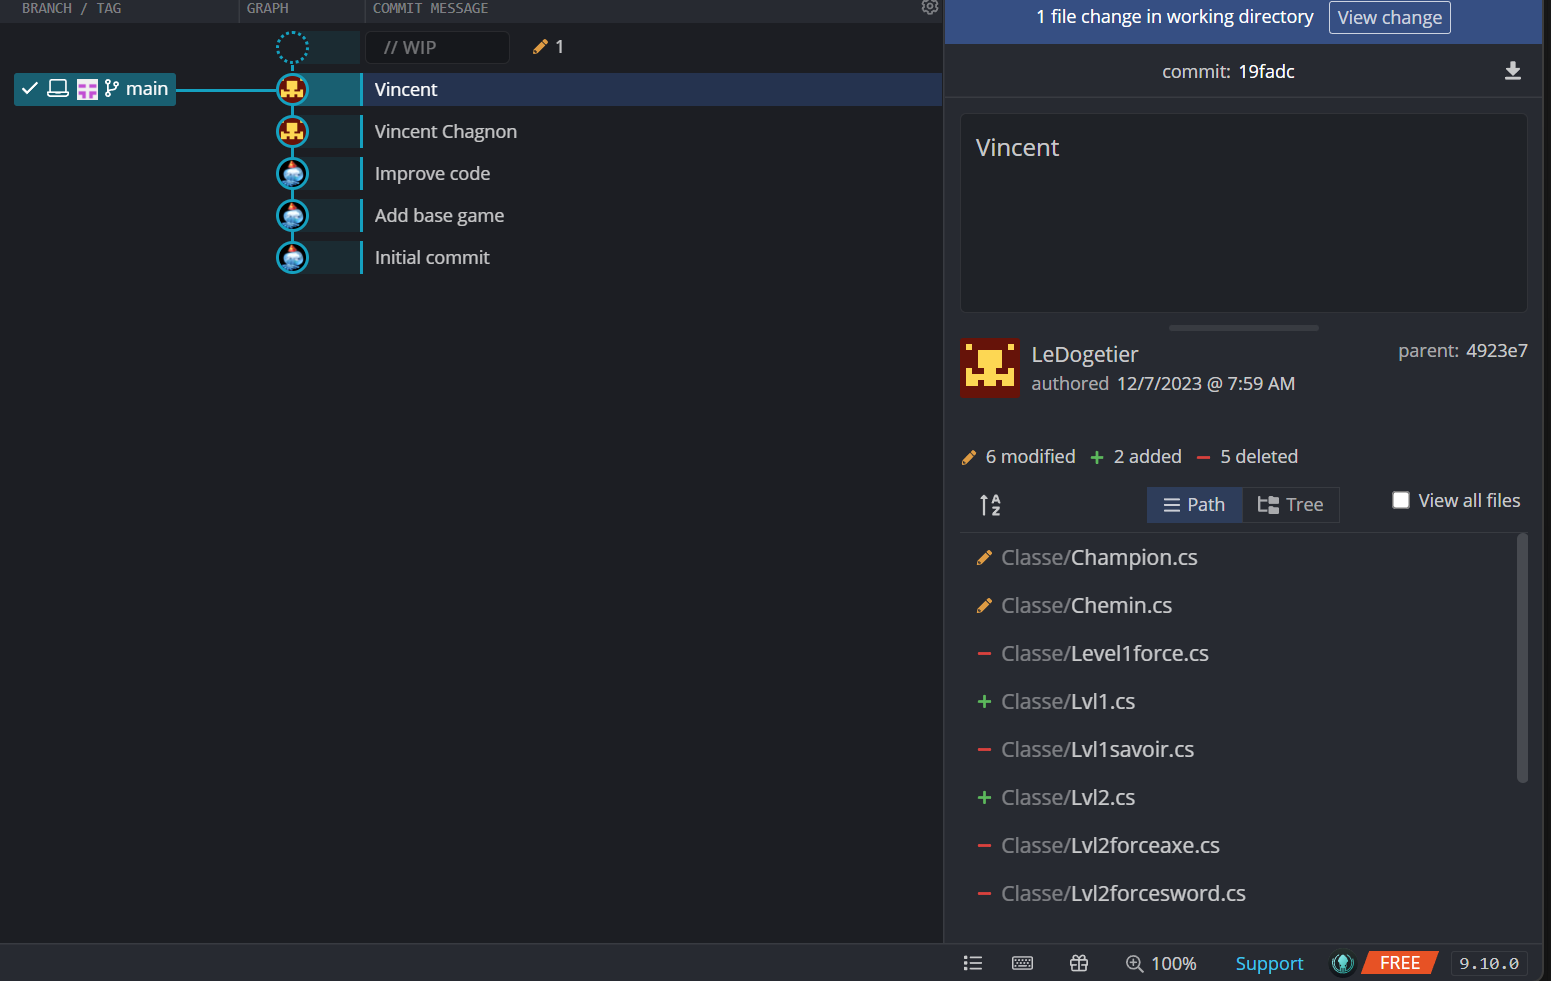 BRANCH / TAG GRAPH COMMIT MESSAGE
// WIP 1
main Vincent
Vincent Chagnon
Improve code
Add base game
Initial commit
1 file change in working directory View change
commit: 19fadc
Vincent
LeDogetier parent: 4923e7
authored 12/7/2023 @ 7:59 AM
6 modified + 2 added − 5 deleted
A
Z Path Tree View all files
Classe/Champion.cs
Classe/Chemin.cs
− Classe/Level1force.cs
+ Classe/Lvl1.cs
− Classe/Lvl1savoir.cs
+ Classe/Lvl2.cs
− Classe/Lvl2forceaxe.cs
− Classe/Lvl2forcesword.cs
100% Support FREE 9.10.0